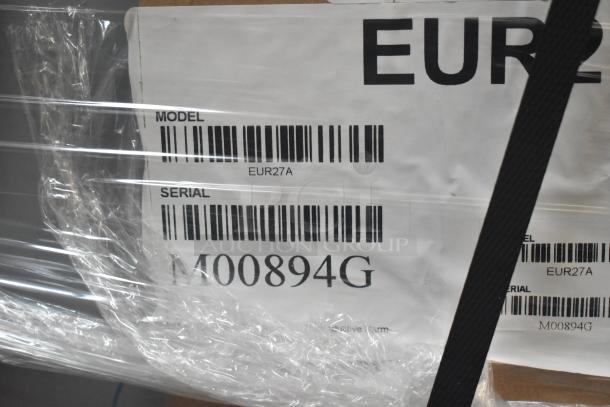 EUR2
MODEL
EUR27A
SERIAL
AUCTION GROUP
M00894G
EL
EUR27A
ERIAL
M00894G